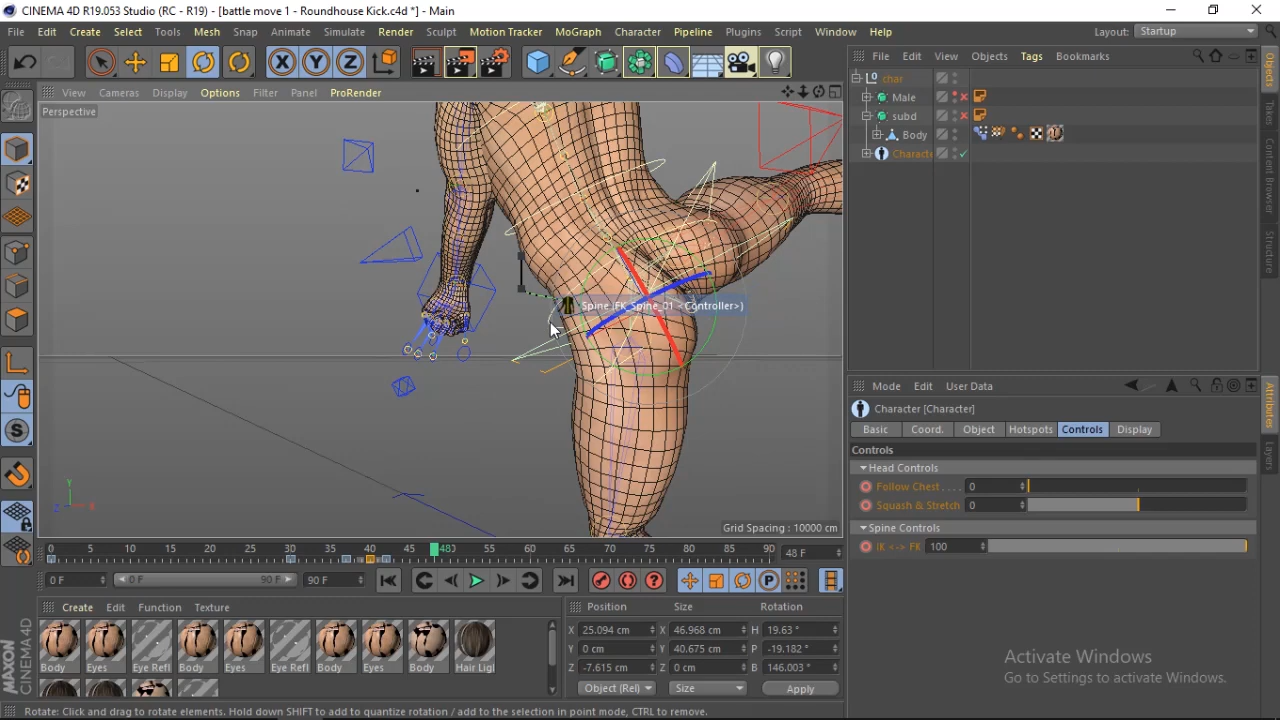 CINEMA 4D R19.053 Studio (RC - R19) - [battle move 1 - Roundhouse Kick.c4d *] - Main
File Edit Create Select Tools Mesh Snap Animate Simulate Render Sculpt Motion Tracker MoGraph Character Pipeline Plugins Script Window Help
Layout: Startup
X Y Z
View Cameras Display Options Filter Panel ProRender
Perspective
Spine (FK_Spine_01 <Controller>)
Y
X
Z
Grid Spacing : 10000 cm
File Edit View Objects Tags Bookmarks
char
Male
subd
Body
Charact
Objects
Takes
Content Browser
Structure
Mode Edit User Data
Character [Character]
Basic Coord. Object Hotspots Controls Display
Controls
Head Controls
Follow Chest . . . . 0
Squash & Stretch 0
Spine Controls
IK <-> FK 100
Attributes
Layers
0 5 10 15 20 25 30 35 40 45 483 55 60 65 70 75 80 85 90 48 F
0 F 0 F 90 F 90 F
Create Edit Function Texture
Body Eyes Eye Refl Body Eyes Eye Refl Body Eyes Body Hair Ligl
Position Size Rotation
X 25.094 cm X 46.968 cm H 19.63 °
Y 0 cm Y 40.675 cm P -19.182 °
Z -7.615 cm Z 0 cm B 146.003 °
Object (Rel) Size Apply
MAXON
CINEMA 4D
Activate Windows
Go to Settings to activate Windows.
Rotate: Click and drag to rotate elements. Hold down SHIFT to add to quantize rotation / add to the selection in point mode, CTRL to remove.